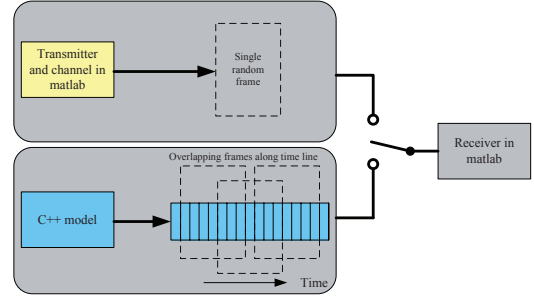 Transmitter
and channel in
matlab
Single
random
frame
Receiver in
matlab
Overlapping frames along time line
C++ model
Time